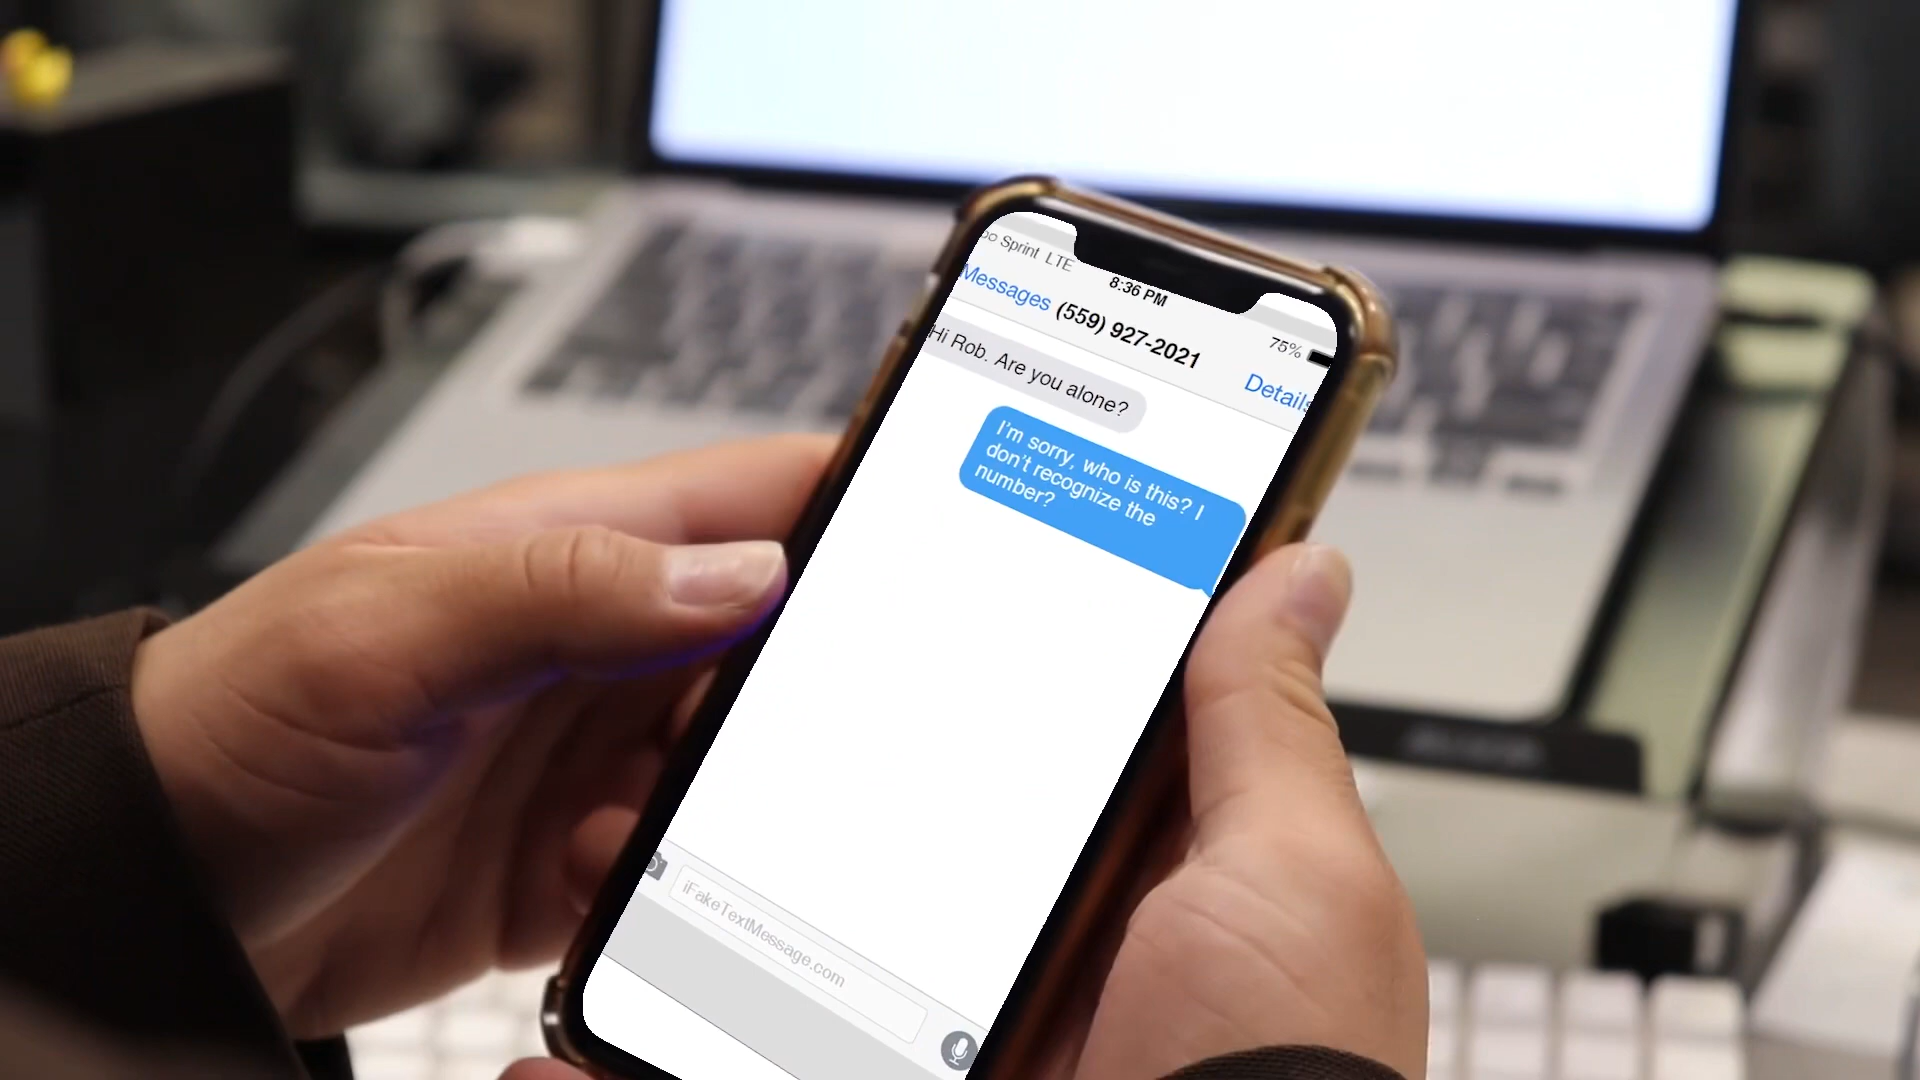 oo Sprint LTE
8:36 PM
75%
Messages (559) 927-2021 Details
Hi Rob. Are you alone?
I'm sorry, who is this? I
don't recognize the
number?
iFakeTextMessage.com